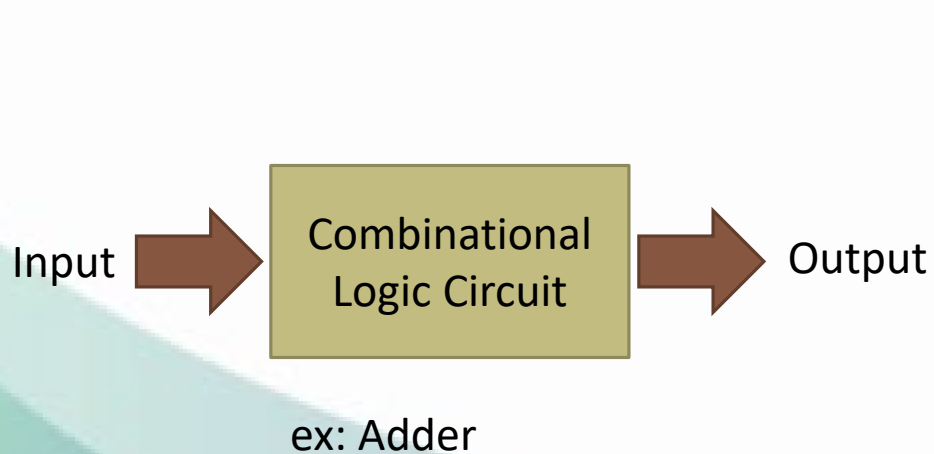 Input
Combinational
Logic Circuit
Output
ex: Adder